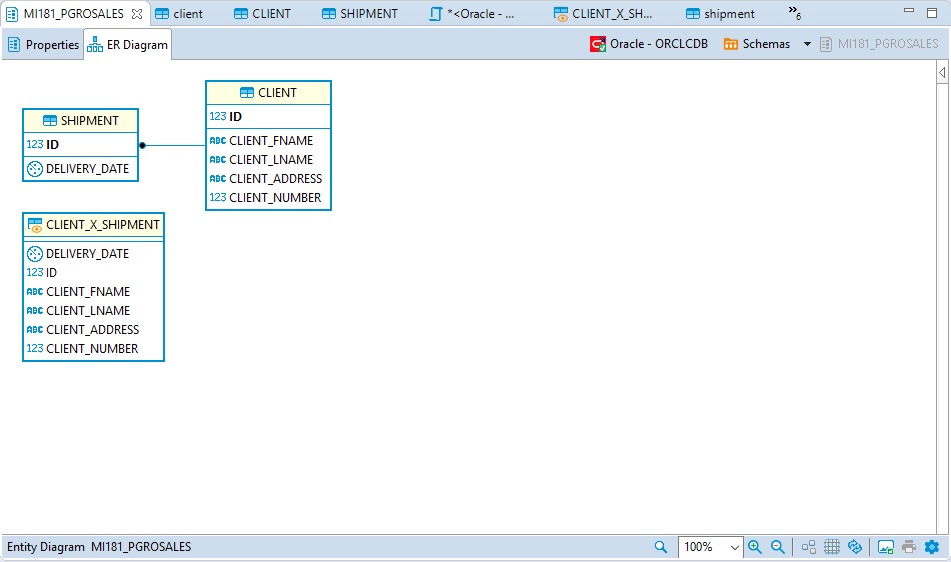 MI181_PGROSALES
client
CLIENT
SHIPMENT
*<Oracle - ...
CLIENT_X_SH...
shipment
»6
Properties
ER Diagram
Oracle - ORCLCDB
Schemas
MI181_PGROSALES
CLIENT
123 ID
ABC CLIENT_FNAME
ABC CLIENT_LNAME
ABC CLIENT_ADDRESS
123 CLIENT_NUMBER
SHIPMENT
123 ID
DELIVERY_DATE
CLIENT_X_SHIPMENT
DELIVERY_DATE
123 ID
ABC CLIENT_FNAME
ABC CLIENT_LNAME
ABC CLIENT_ADDRESS
123 CLIENT_NUMBER
Entity Diagram MI181_PGROSALES
100%